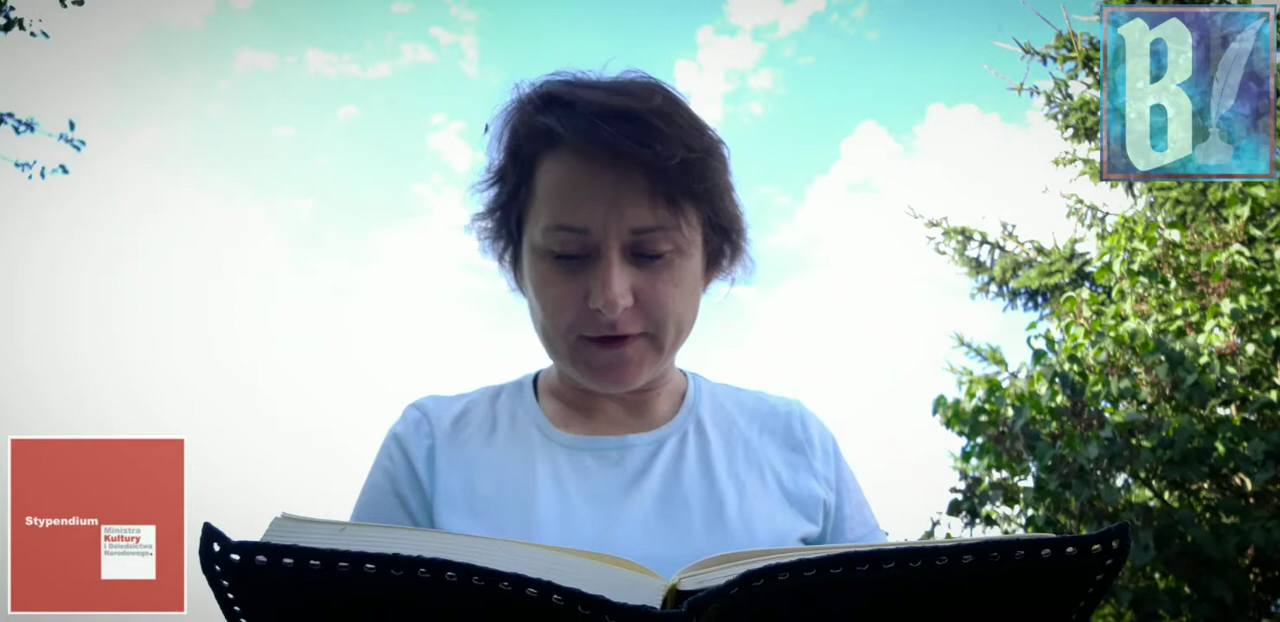 B
Stypendium
Ministra
Kultury
i Dziedzictwa
Narodowego.